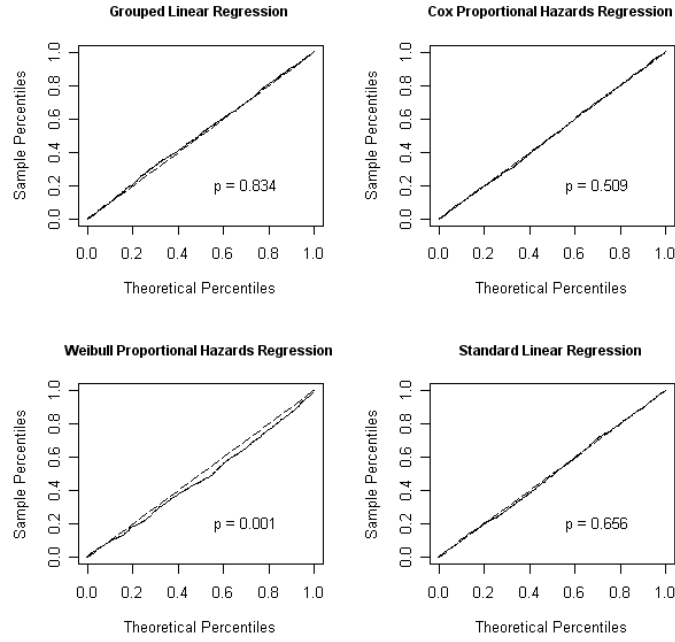 Grouped Linear Regression
Sample Percentiles
1.0
0.8
0.6
0.4
0.2
0.0
p = 0.834
0.0 0.2 0.4 0.6 0.8 1.0
Theoretical Percentiles
Cox Proportional Hazards Regression
Sample Percentiles
1.0
0.8
0.6
0.4
0.2
0.0
p = 0.509
0.0 0.2 0.4 0.6 0.8 1.0
Theoretical Percentiles
Weibull Proportional Hazards Regression
Sample Percentiles
1.0
0.8
0.6
0.4
0.2
0.0
p = 0.001
0.0 0.2 0.4 0.6 0.8 1.0
Theoretical Percentiles
Standard Linear Regression
Sample Percentiles
1.0
0.8
0.6
0.4
0.2
0.0
p = 0.656
0.0 0.2 0.4 0.6 0.8 1.0
Theoretical Percentiles